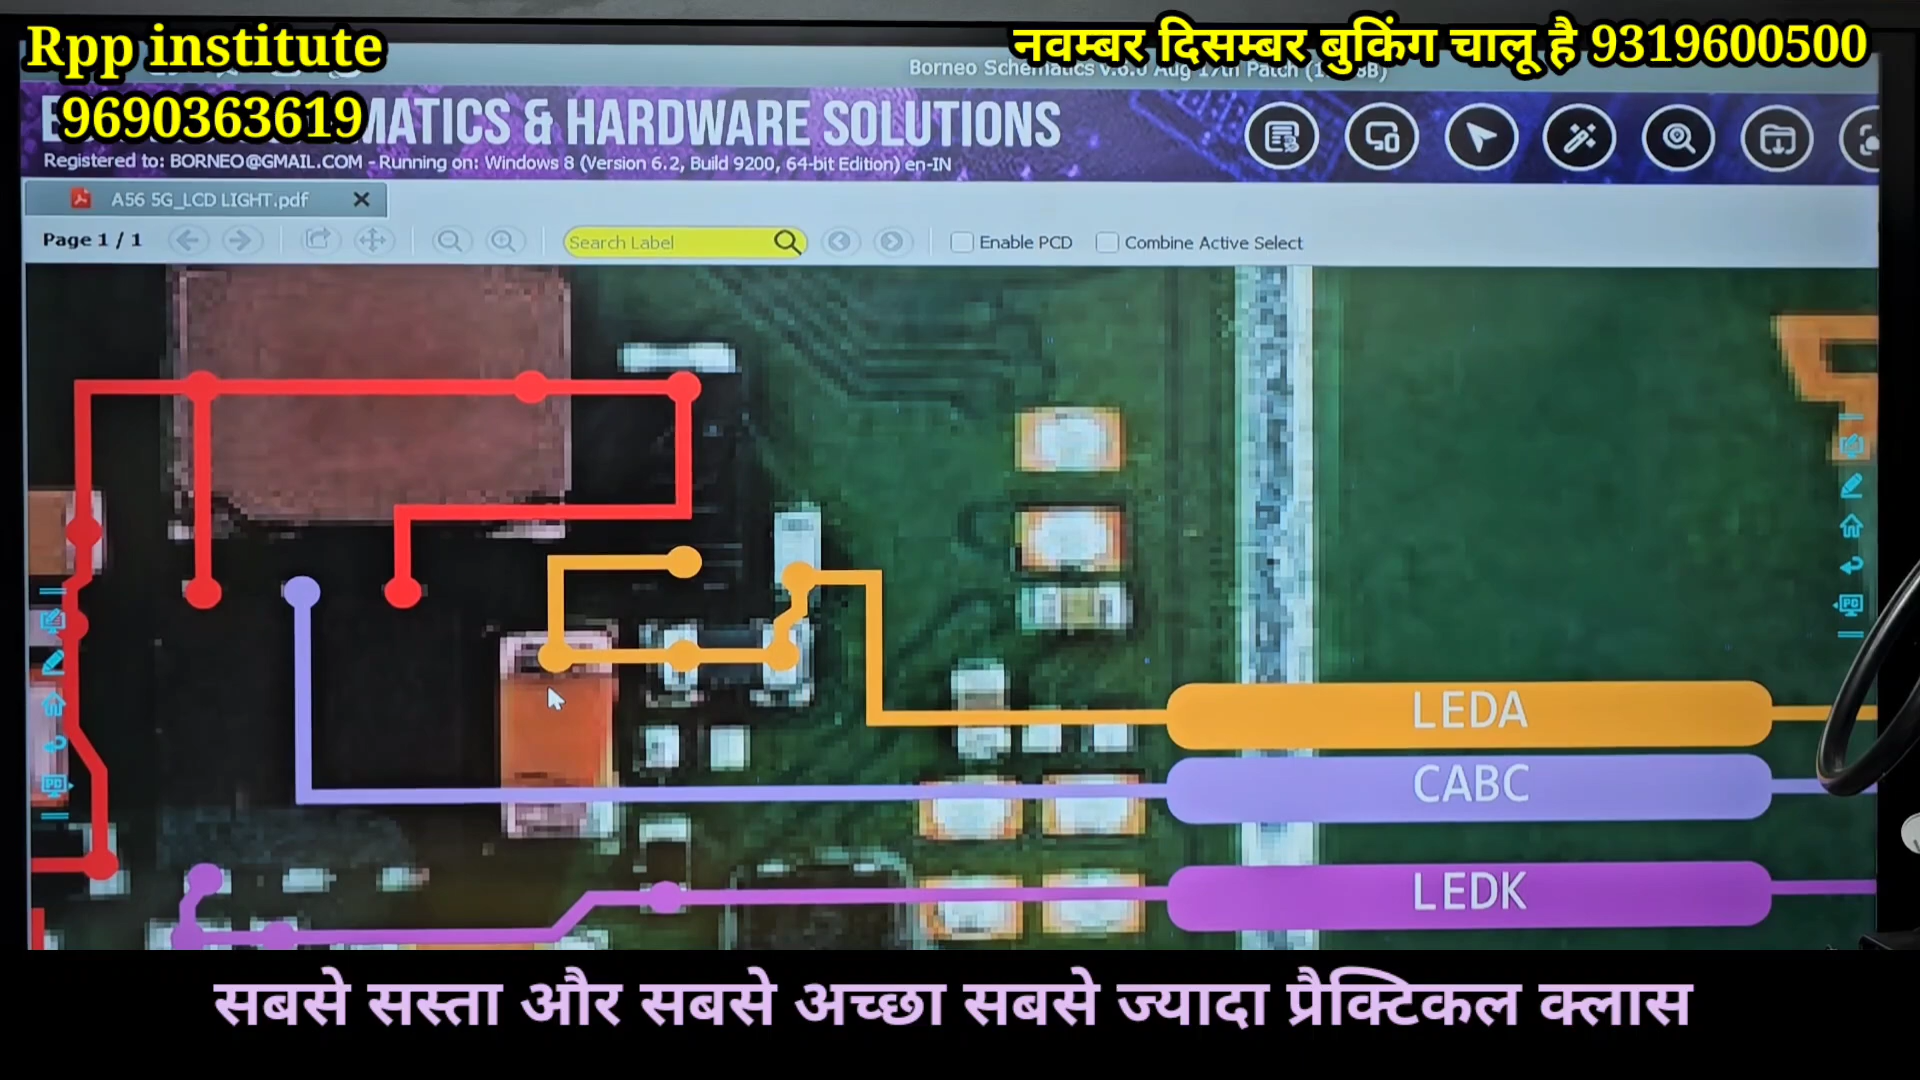 Rpp institute
नवम्बर दिसम्बर बुकिंग चालू है 9319600500
9690363619
MATICS & HARDWARE SOLUTIONS
Registered to: BORNEO@GMAIL.COM - Running on: Windows 8 (Version 6.2, Build 9200, 64-bit Edition) en-IN
A56 5G_LCD LIGHT.pdf
Page 1 / 1
Search Label
Enable PCD
Combine Active Select
LEDA
CABC
LEDK
PD
PD
सबसे सस्ता और सबसे अच्छा सबसे ज्यादा प्रैक्टिकल क्लास